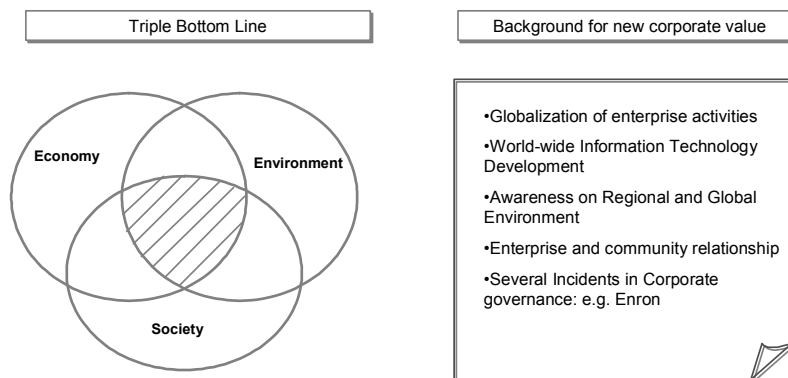 Triple Bottom Line
Economy
Environment
Society
Background for new corporate value
•Globalization of enterprise activities
•World-wide Information Technology
Development
•Awareness on Regional and Global
Environment
•Enterprise and community relationship
•Several Incidents in Corporate
governance: e.g. Enron